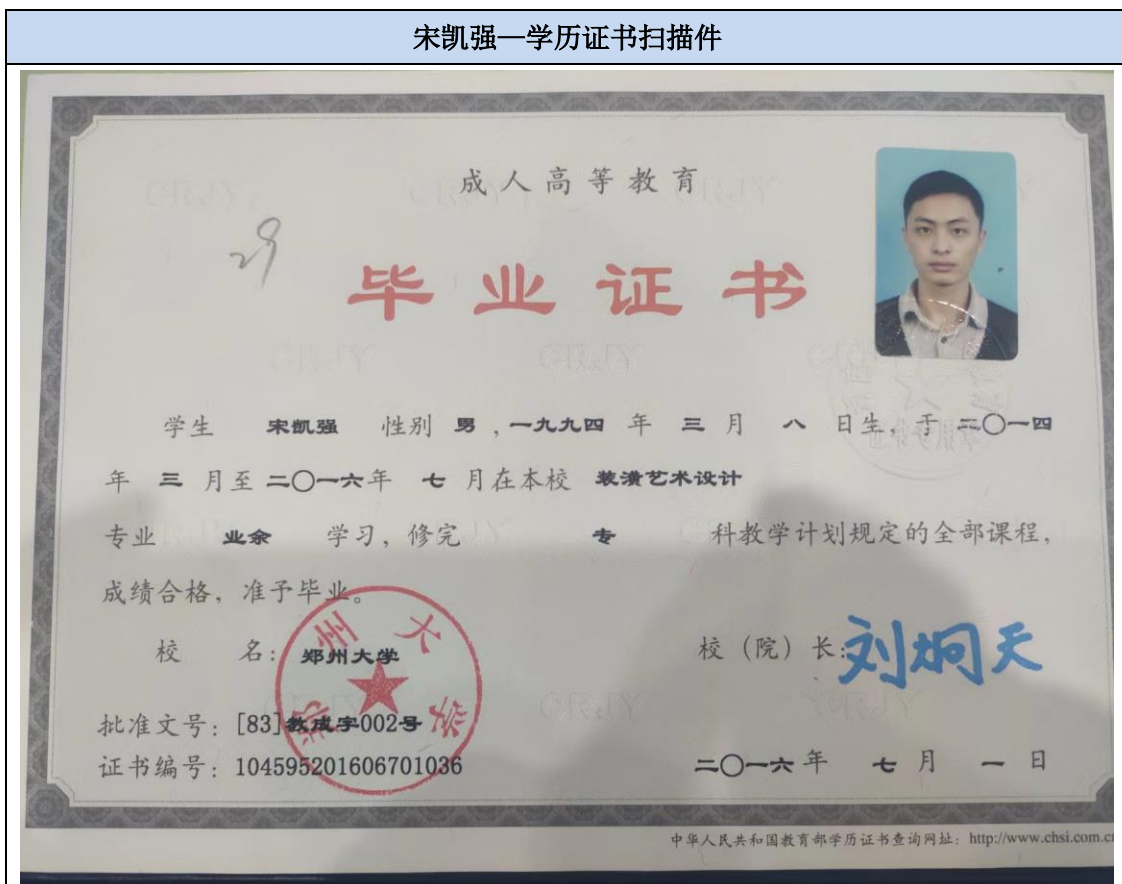 宋凯强—学历证书扫描件
成人高等教育
29
毕业证书
学生 宋凯强 性别 男，一九九四 年 三 月 八 日生，于 二〇一四
年 三 月至 二〇一六年 七 月在本校 装潢艺术设计
专业 业余 学习，修完 专 科教学计划规定的全部课程，
成绩合格，准予毕业。
校 名：郑州大学
校（院）长：刘炯天
郑州大学
批准文号：[83]教成字002号
证书编号：104595201606701036
二〇一六年 七 月 一 日
中华人民共和国教育部学历证书查询网址：http://www.chsi.com.cn